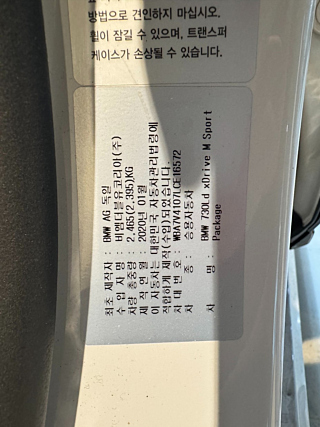 방법으로 견인하지 마십시오.
휠이 잠길 수 있으며, 트랜스퍼
케이스가 손상될 수 있습니다.
최초 제작사 : BMW AG 독일
수 입 사 명 : 비엠더블유코리아(주)
차량 총중량 : 2,465(2,395)KG
제 작 연 월 : 2020년 01월
이 자동차는 대한민국 자동차관리법령에
적합하게 제작(수입)되었습니다.
차 대 번 호 : WBA7V4107LCE16572
차 종 : 승용자동차
차 명 : BMW 730Ld xDrive M Sport
Package